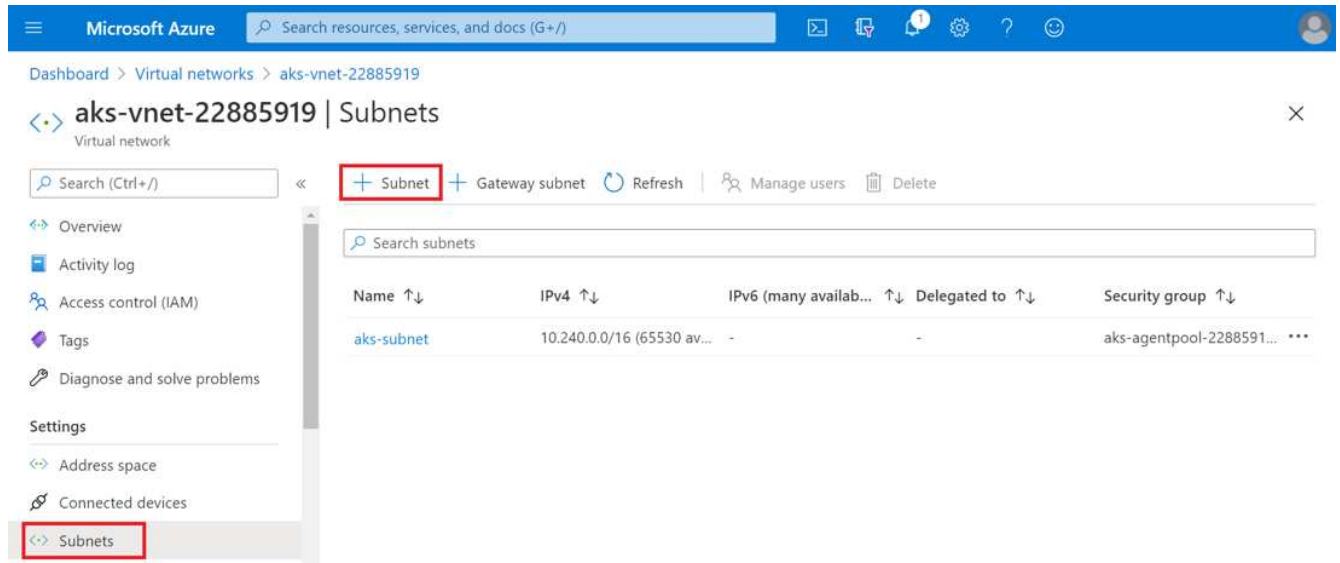 Microsoft Azure Search resources, services, and docs (G+/) 1
Dashboard > Virtual networks > aks-vnet-22885919
aks-vnet-22885919 | Subnets
Virtual network
Search (Ctrl+/) « + Subnet + Gateway subnet Refresh | Manage users Delete
Overview
Search subnets
Activity log
Access control (IAM)
Name ↑↓ IPv4 ↑↓ IPv6 (many availab... ↑↓ Delegated to ↑↓ Security group ↑↓
Tags
aks-subnet 10.240.0.0/16 (65530 av... - - aks-agentpool-2288591... •••
Diagnose and solve problems
Settings
Address space
Connected devices
Subnets